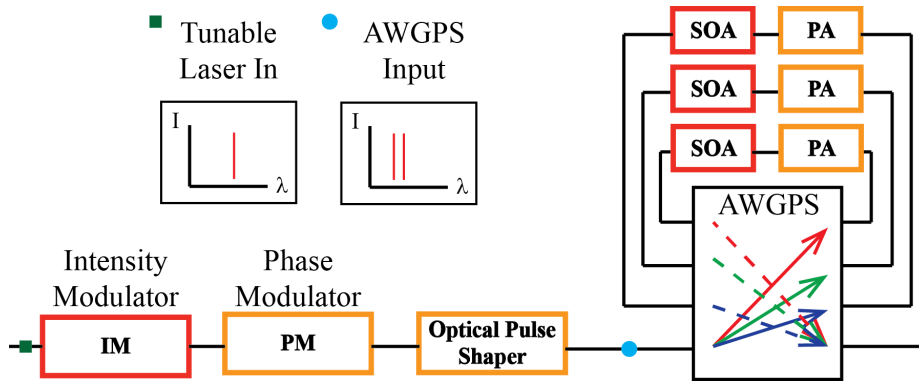 Tunable
Laser In
AWGPS
Input
I
λ
I
λ
SOA
PA
SOA
PA
SOA
PA
AWGPS
Intensity
Modulator
Phase
Modulator
IM
PM
Optical Pulse
Shaper